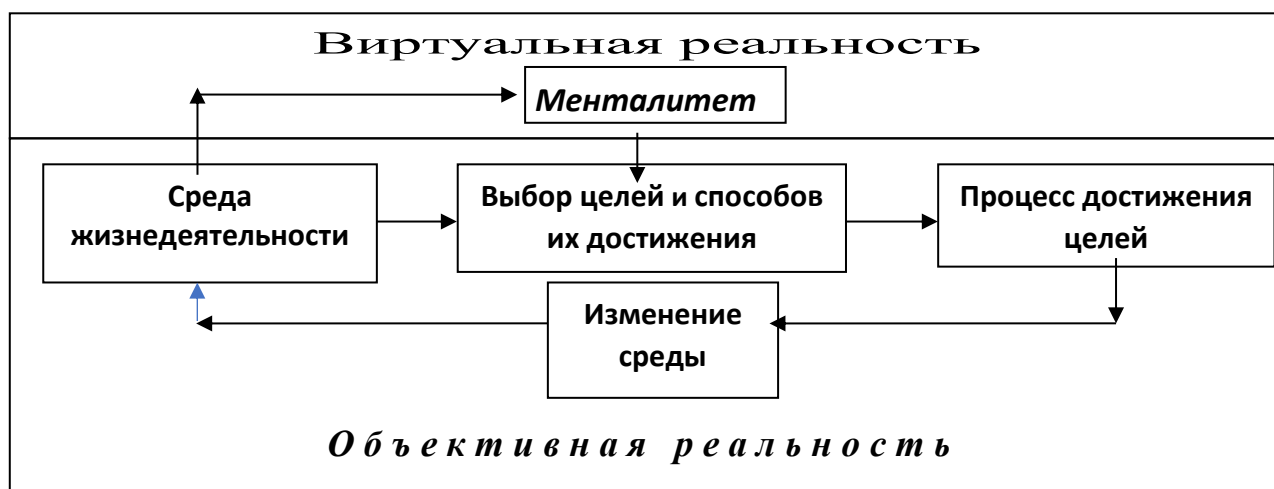 Виртуальная реальность
Менталитет
Среда
жизнедеятельности
Выбор целей и способов
их достижения
Процесс достижения
целей
Изменение
среды
Объективная реальность